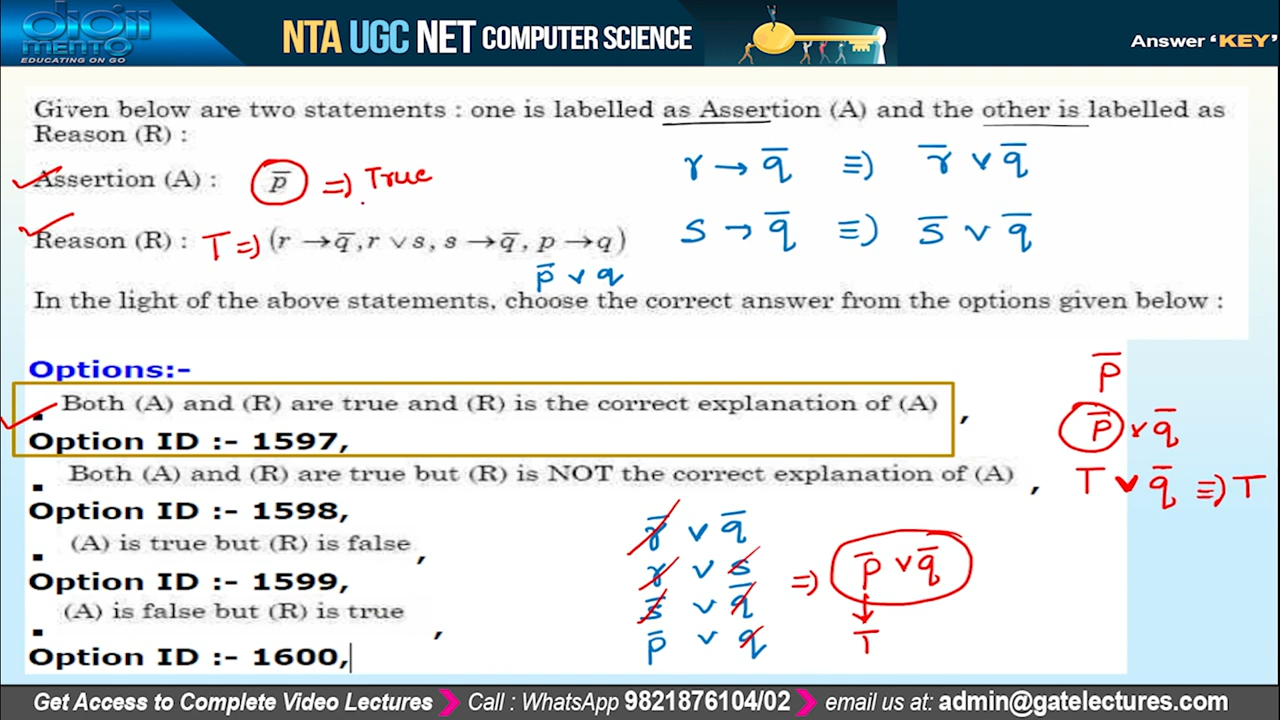 didii
MENTO
EDUCATING ON GO
NTA UGC NET COMPUTER SCIENCE
Answer ‘KEY’
Given below are two statements : one is labelled as Assertion (A) and the other is labelled as
Reason (R) :
Assertion (A) : p̅ ⇒ True
Reason (R) : T ⇒ (r → q̅, r ∨ s, s → q̅, p → q)
p̅ ∨ q
r → q̅ ≡) r̅ ∨ q̅
s → q̅ ≡) s̅ ∨ q̅
In the light of the above statements, choose the correct answer from the options given below :
Options:-
Both (A) and (R) are true and (R) is the correct explanation of (A) ,
Option ID :- 1597,
Both (A) and (R) are true but (R) is NOT the correct explanation of (A) ,
Option ID :- 1598,
(A) is true but (R) is false ,
Option ID :- 1599,
(A) is false but (R) is true ,
Option ID :- 1600,
p̅
p̅ ∨ q̅
T ∨ q̅ ≡) T
r̅ ∨ q̅
r ∨ s
s̅ ∨ q̅
p̅ ∨ q
⇒ p̅ ∨ q̅
T
Get Access to Complete Video Lectures Call : WhatsApp 9821876104/02 email us at: admin@gatelectures.com